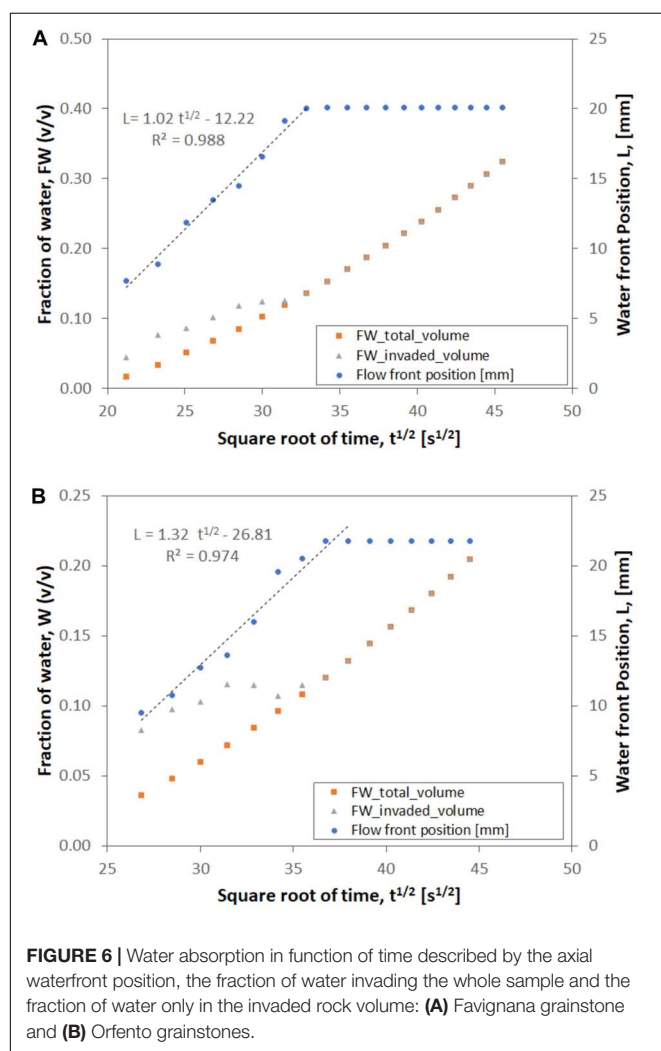 A
0.50
0.40
0.30
0.20
0.10
0.00
Fraction of water, FW (v/v)
L= 1.02 t1/2 - 12.22
R² = 0.988
FW_total_volume
FW_invaded_volume
Flow front position [mm]
25
20
15
10
5
0
Water front Position, L, [mm]
20 25 30 35 40 45 50
Square root of time, t1/2 [s1/2]
B
0.25
0.20
0.15
0.10
0.05
0.00
Fraction of water, W (v/v)
L = 1.32 t1/2 - 26.81
R² = 0.974
FW_total_volume
FW_invaded_volume
Flow front position [mm]
25
20
15
10
5
0
Water front Position, L, [mm]
25 30 35 40 45 50
Square root of time, t1/2 [s1/2]
FIGURE 6 | Water absorption in function of time described by the axial
waterfront position, the fraction of water invading the whole sample and the
fraction of water only in the invaded rock volume: (A) Favignana grainstone
and (B) Orfento grainstones.